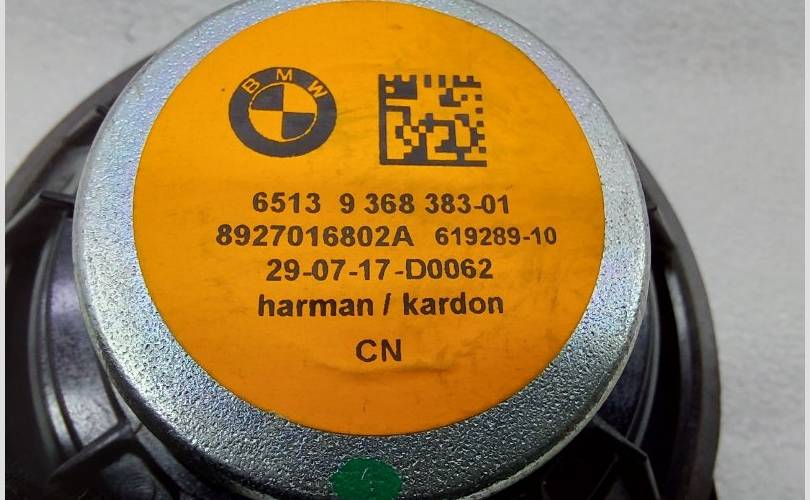 BMW
6513 9 368 383-01
8927016802A 619289-10
29-07-17-D0062
harman / kardon
CN